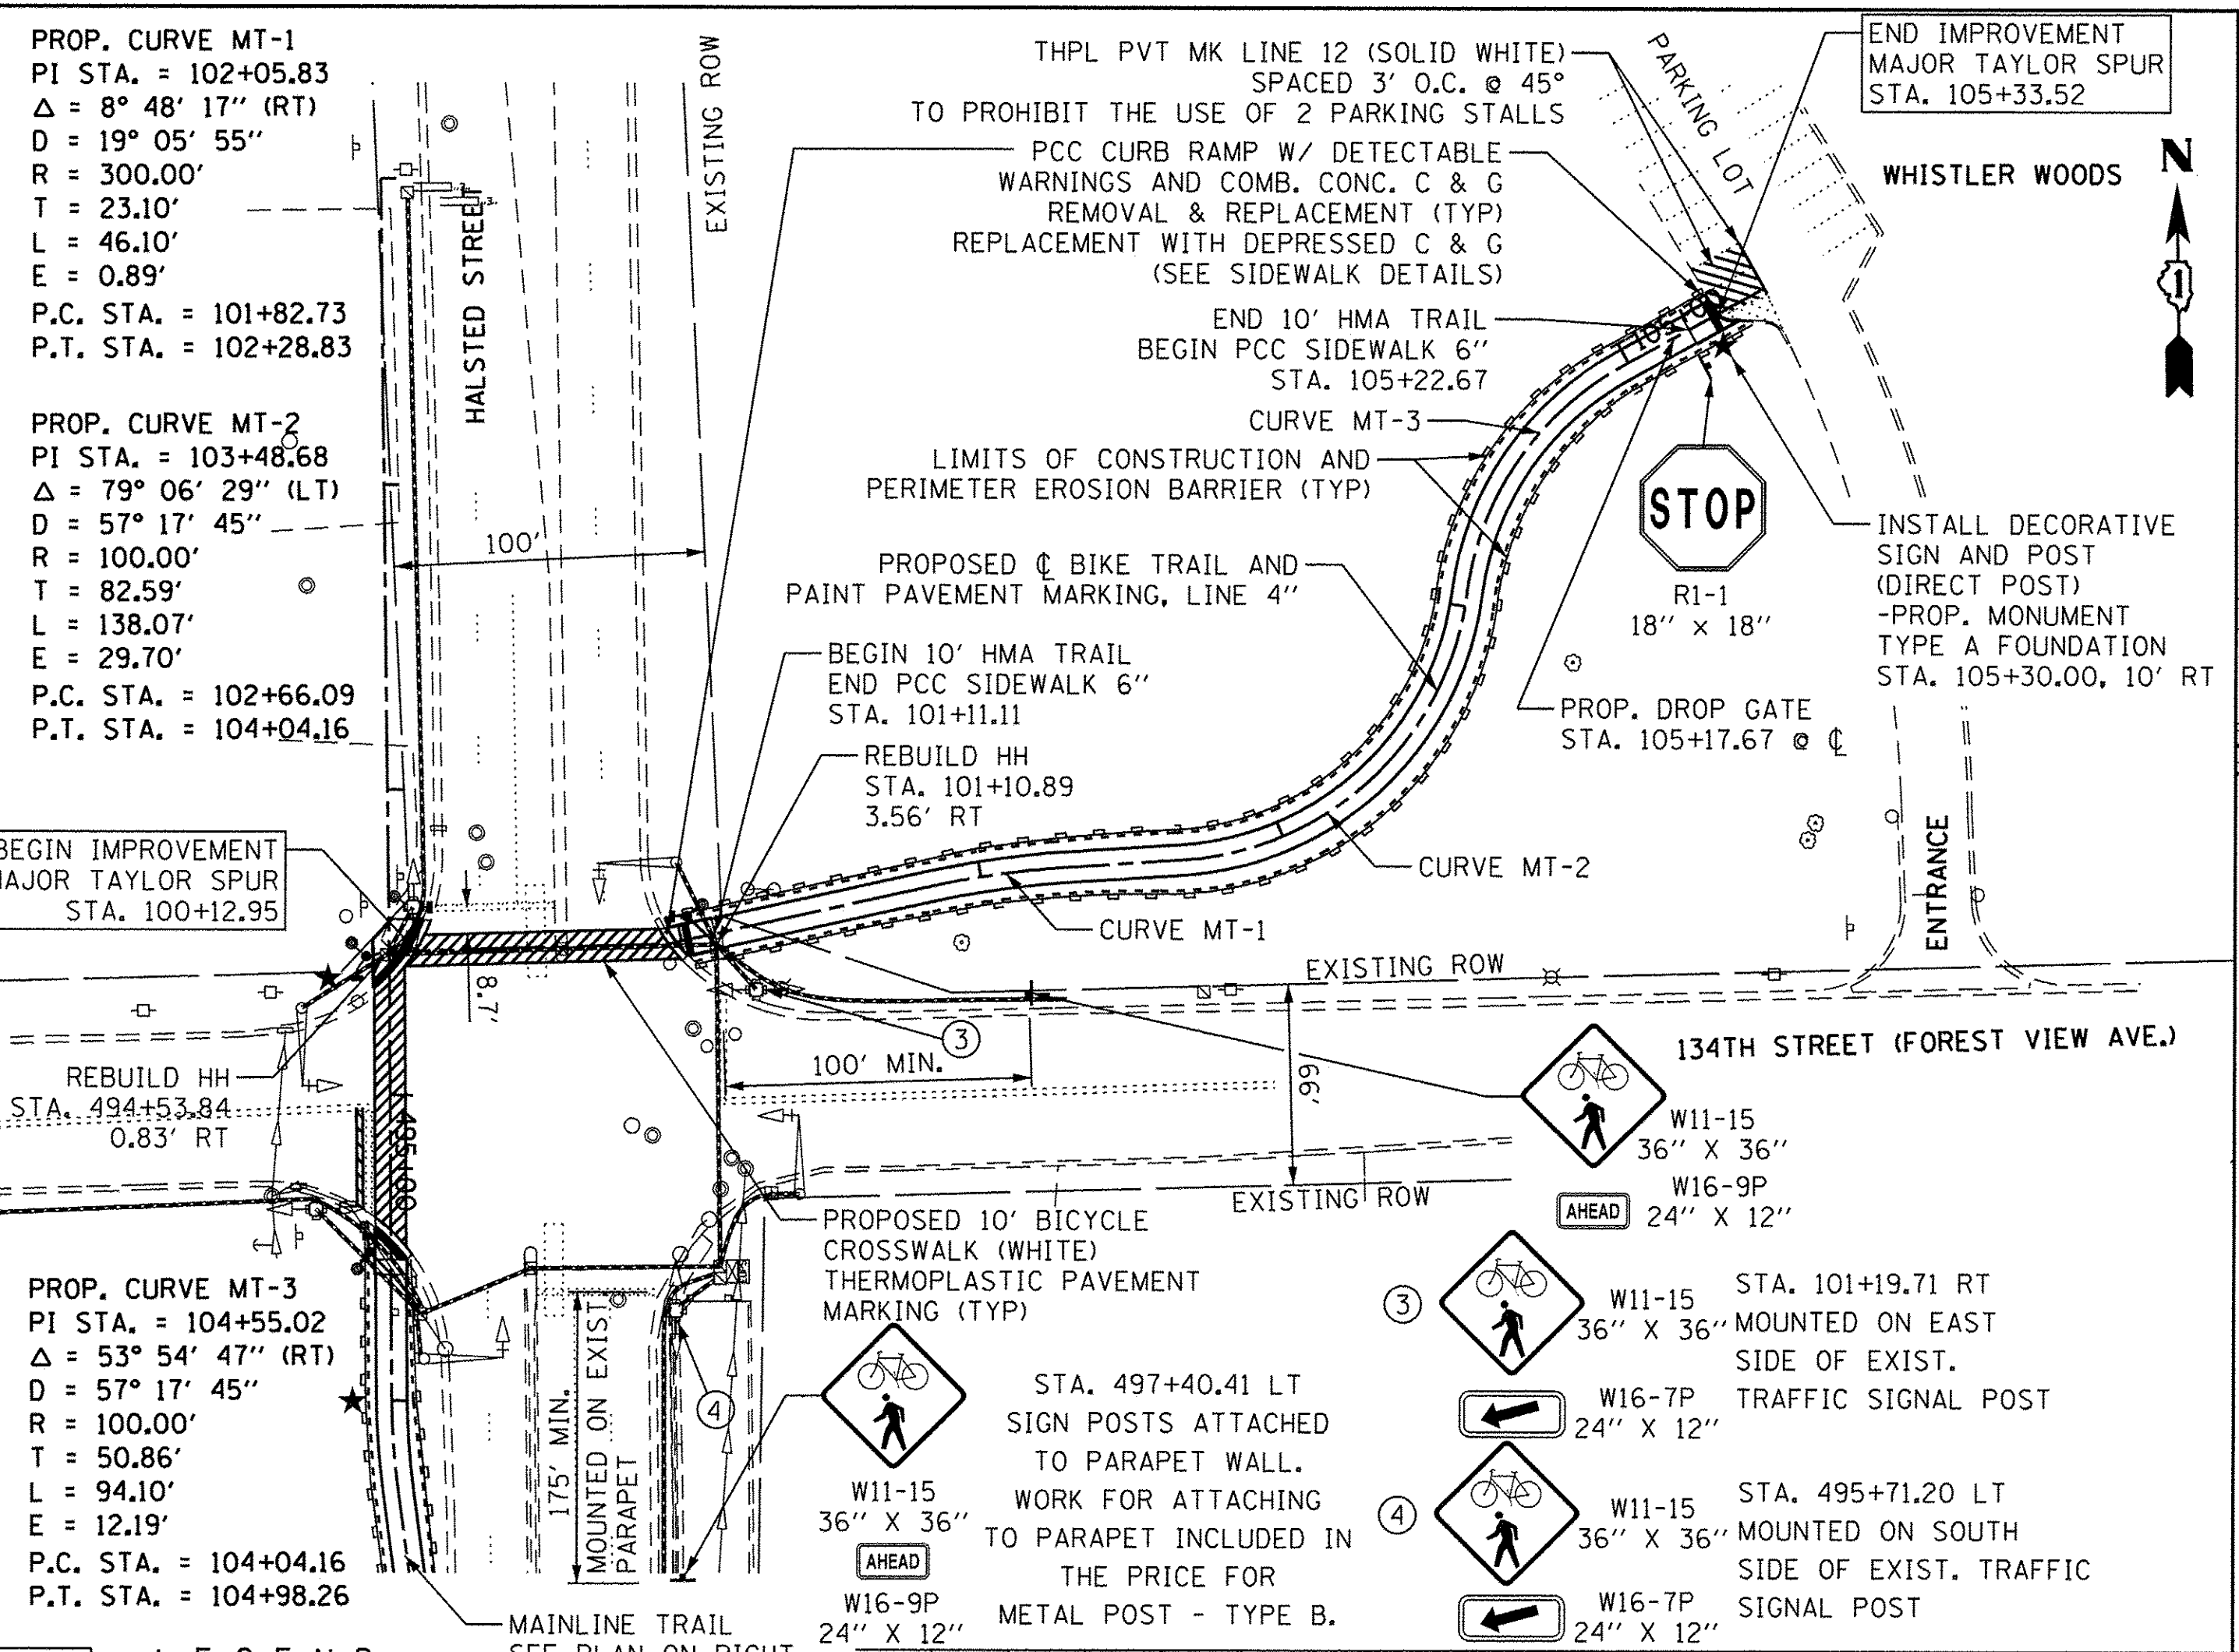 PROP. CURVE MT-1
PI STA. = 102+05.83
Δ = 8° 48' 17" (RT)
D = 19° 05' 55"
R = 300.00'
T = 23.10'
L = 46.10'
E = 0.89'
P.C. STA. = 101+82.73
P.T. STA. = 102+28.83
PROP. CURVE MT-2
PI STA. = 103+48.68
Δ = 79° 06' 29" (LT)
D = 57° 17' 45"
R = 100.00'
T = 82.59'
L = 138.07'
E = 29.70'
P.C. STA. = 102+66.09
P.T. STA. = 104+04.16
BEGIN IMPROVEMENT
MAJOR TAYLOR SPUR
STA. 100+12.95
REBUILD HH
STA. 494+53.84
0.83' RT
PROP. CURVE MT-3
PI STA. = 104+55.02
Δ = 53° 54' 47" (RT)
D = 57° 17' 45"
R = 100.00'
T = 50.86'
L = 94.10'
E = 12.19'
P.C. STA. = 104+04.16
P.T. STA. = 104+98.26
HALSTED STREET
EXISTING ROW
100'
8.7'
495+00
THPL PVT MK LINE 12 (SOLID WHITE)
SPACED 3' O.C. @ 45°
TO PROHIBIT THE USE OF 2 PARKING STALLS
PCC CURB RAMP W/ DETECTABLE
WARNINGS AND COMB. CONC. C & G
REMOVAL & REPLACEMENT (TYP)
REPLACEMENT WITH DEPRESSED C & G
(SEE SIDEWALK DETAILS)
END 10' HMA TRAIL
BEGIN PCC SIDEWALK 6"
STA. 105+22.67
CURVE MT-3
LIMITS OF CONSTRUCTION AND
PERIMETER EROSION BARRIER (TYP)
PROPOSED ℄ BIKE TRAIL AND
PAINT PAVEMENT MARKING, LINE 4"
BEGIN 10' HMA TRAIL
END PCC SIDEWALK 6"
STA. 101+11.11
REBUILD HH
STA. 101+10.89
3.56' RT
PARKING LOT
END IMPROVEMENT
MAJOR TAYLOR SPUR
STA. 105+33.52
WHISTLER WOODS
N
1
STOP
R1-1
18" x 18"
INSTALL DECORATIVE
SIGN AND POST
(DIRECT POST)
-PROP. MONUMENT
TYPE A FOUNDATION
STA. 105+30.00, 10' RT
PROP. DROP GATE
STA. 105+17.67 @ ℄
CURVE MT-2
CURVE MT-1
ENTRANCE
EXISTING ROW
3
100' MIN.
66'
134TH STREET (FOREST VIEW AVE.)
W11-15
36" X 36"
AHEAD
W16-9P
24" X 12"
EXISTING ROW
PROPOSED 10' BICYCLE
CROSSWALK (WHITE)
THERMOPLASTIC PAVEMENT
MARKING (TYP)
175' MIN.
MOUNTED ON EXIST
PARAPET
4
W11-15
36" X 36"
AHEAD
W16-9P
24" X 12"
STA. 497+40.41 LT
SIGN POSTS ATTACHED
TO PARAPET WALL.
WORK FOR ATTACHING
TO PARAPET INCLUDED IN
THE PRICE FOR
METAL POST - TYPE B.
3
W11-15
36" X 36"
W16-7P
24" X 12"
STA. 101+19.71 RT
MOUNTED ON EAST
SIDE OF EXIST.
TRAFFIC SIGNAL POST
4
W11-15
36" X 36"
W16-7P
24" X 12"
STA. 495+71.20 LT
MOUNTED ON SOUTH
SIDE OF EXIST. TRAFFIC
SIGNAL POST
MAINLINE TRAIL
SEE PLAN ON RIGHT